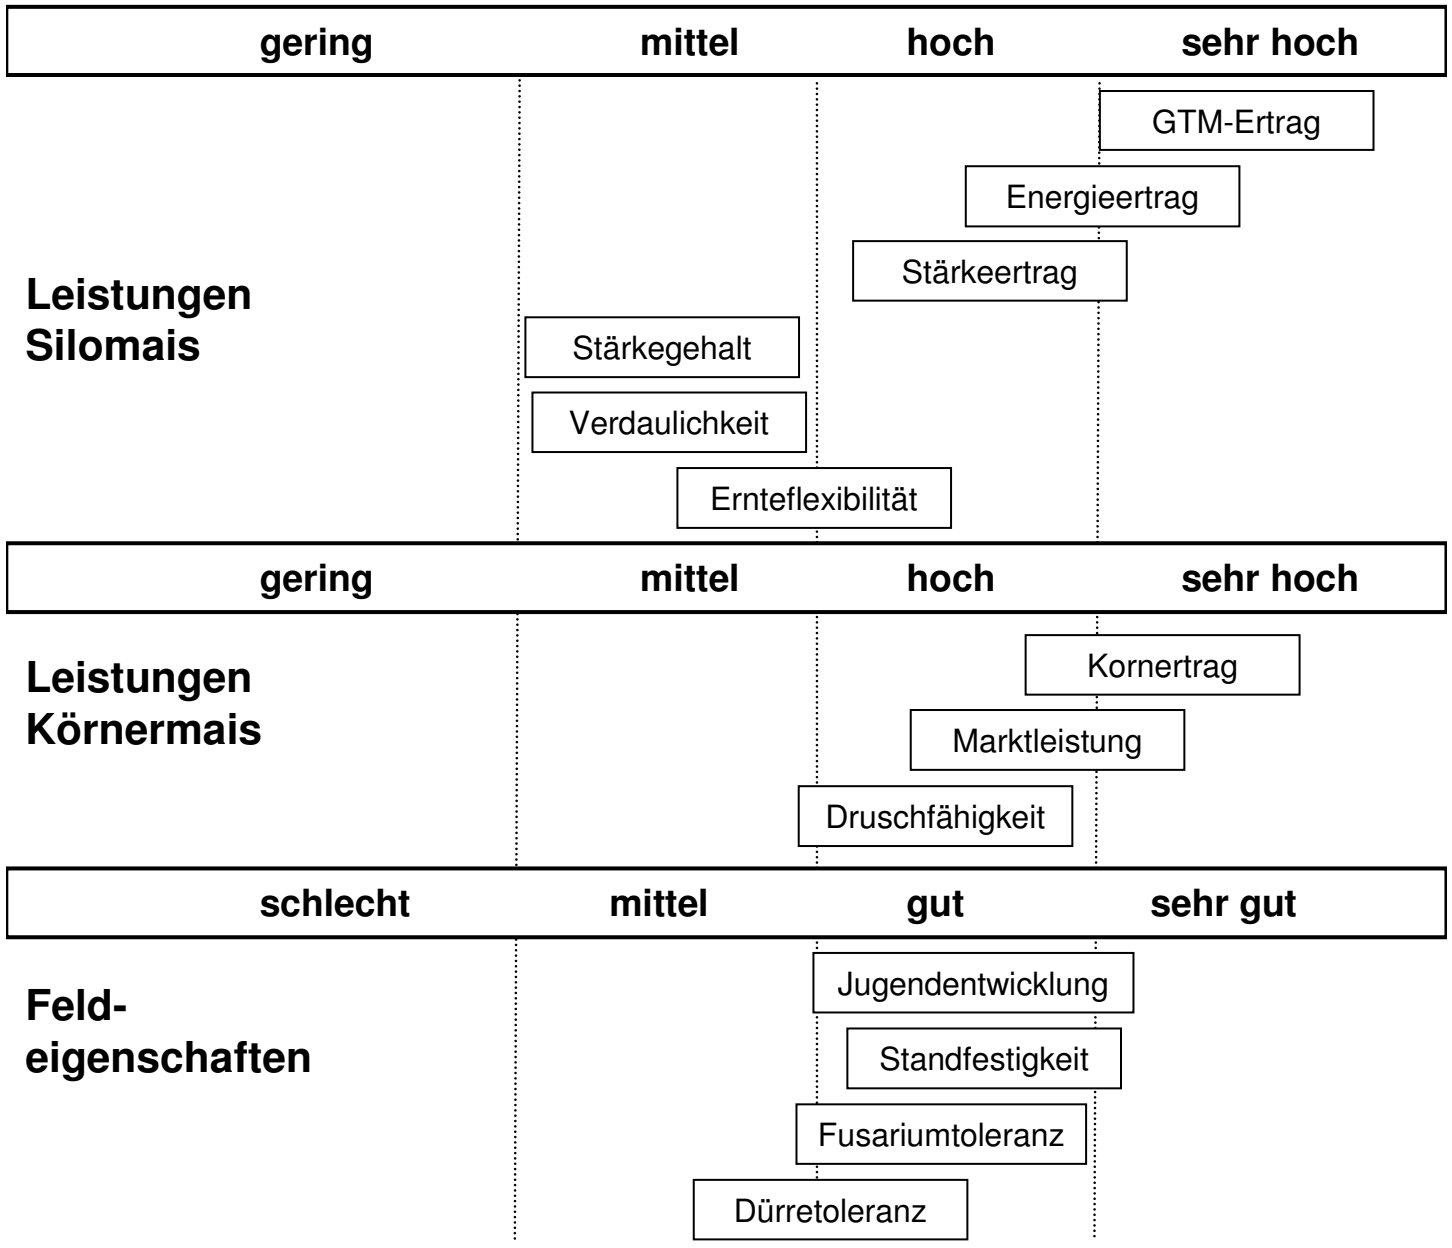 gering mittel hoch sehr hoch
GTM-Ertrag
Energieertrag
Stärkeertrag
Leistungen
Silomais
Stärkegehalt
Verdaulichkeit
Ernteflexibilität
gering mittel hoch sehr hoch
Leistungen
Körnermais
Kornertrag
Marktleistung
Druschfähigkeit
schlecht mittel gut sehr gut
Feld-
eigenschaften
Jugendentwicklung
Standfestigkeit
Fusariumtoleranz
Dürretoleranz